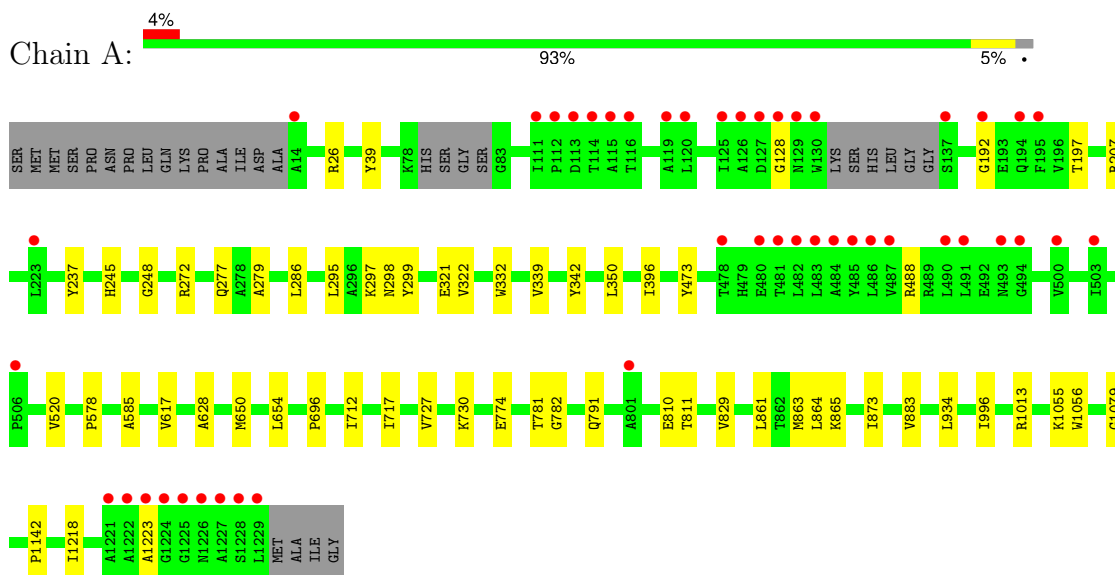 4%
Chain A:
93% 5% •
SER MET MET SER PRO ASN PRO LEU GLN LYS PRO ALA ILE ASP ALA A14 R26 Y39 K78 HIS SER GLY SER G83 I111 P112 D113 T114 A115 T116 A119 L120 I125 A126 D127 G128 N129 W130 LYS SER HIS LEU GLY GLY S137 G192 E193 Q194 F195 V196 T197
L223 Y237 H245 G248 R272 Q277 A278 A279 L286 L295 A296 K297 N298 Y299 E321 V322 W332 V339 Y342 L350 I396 Y473 T478 H479 E480 T481 L482 L483 A484 Y485 L486 V487 R488 R489 L490 L491 E492 N493 G494 V500 I503
P506 V520 P578 A585 V617 A628 M650 L654 P696 I712 I717 V727 K730 E774 T781 G782 Q791 A801 E810 T811 V829 L861 T862 M863 L864 K865 I873 V883 L934 I996 R1013 K1055 W1056
P1142 I1218 A1221 A1222 A1223 G1224 G1225 N1226 A1227 S1228 L1229 MET ALA ILE GLY